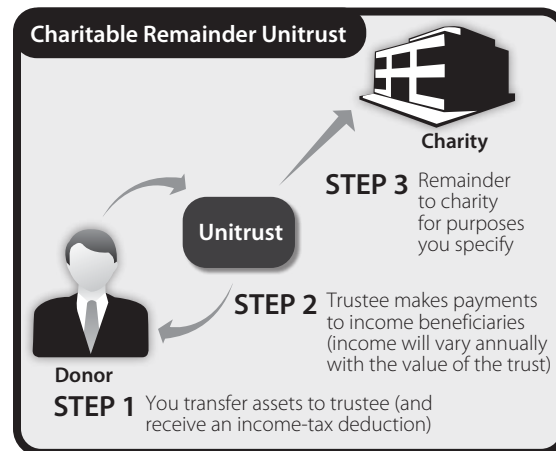 Charitable Remainder Unitrust
Charity
STEP 3 Remainder
to charity
for purposes
you specify
Unitrust
STEP 2 Trustee makes payments
to income beneficiaries
(income will vary annually
with the value of the trust)
Donor
STEP 1 You transfer assets to trustee (and
receive an income-tax deduction)